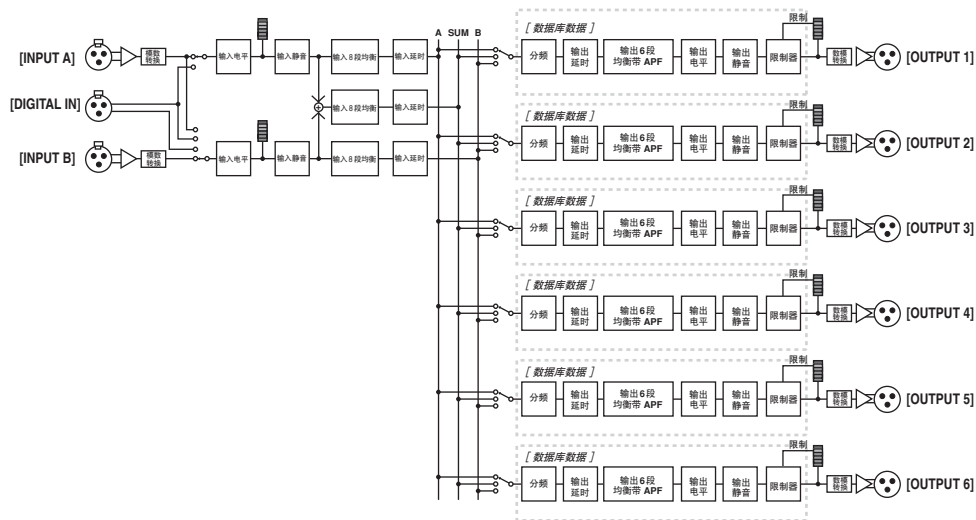 A SUM B
[INPUT A]
模数
转换
输入电平
输入静音
输入8段均衡
输入延时
[DIGITAL IN]
输入8段均衡
输入延时
[INPUT B]
模数
转换
输入电平
输入静音
输入8段均衡
输入延时
[数据库数据]
限制
分频
输出
延时
输出6段
均衡带 APF
输出
电平
输出
静音
限制器
数模
转换
[OUTPUT 1]
[数据库数据]
限制
分频
输出
延时
输出6段
均衡带 APF
输出
电平
输出
静音
限制器
数模
转换
[OUTPUT 2]
[数据库数据]
限制
分频
输出
延时
输出6段
均衡带 APF
输出
电平
输出
静音
限制器
数模
转换
[OUTPUT 3]
[数据库数据]
限制
分频
输出
延时
输出6段
均衡带 APF
输出
电平
输出
静音
限制器
数模
转换
[OUTPUT 4]
[数据库数据]
限制
分频
输出
延时
输出6段
均衡带 APF
输出
电平
输出
静音
限制器
数模
转换
[OUTPUT 5]
[数据库数据]
限制
分频
输出
延时
输出6段
均衡带 APF
输出
电平
输出
静音
限制器
数模
转换
[OUTPUT 6]